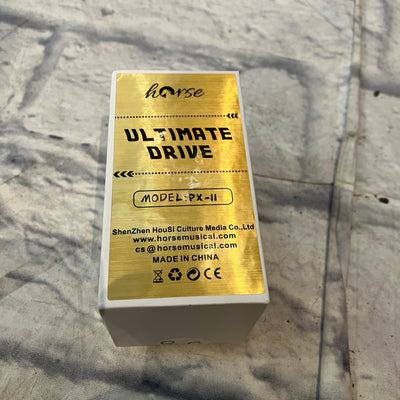 horse
ULTIMATE
DRIVE
MODEL:PX-11
ShenZhen HouSi Culture Media Co.,Ltd
www.horsemusical.com
cs@horsemusical.com
MADE IN CHINA